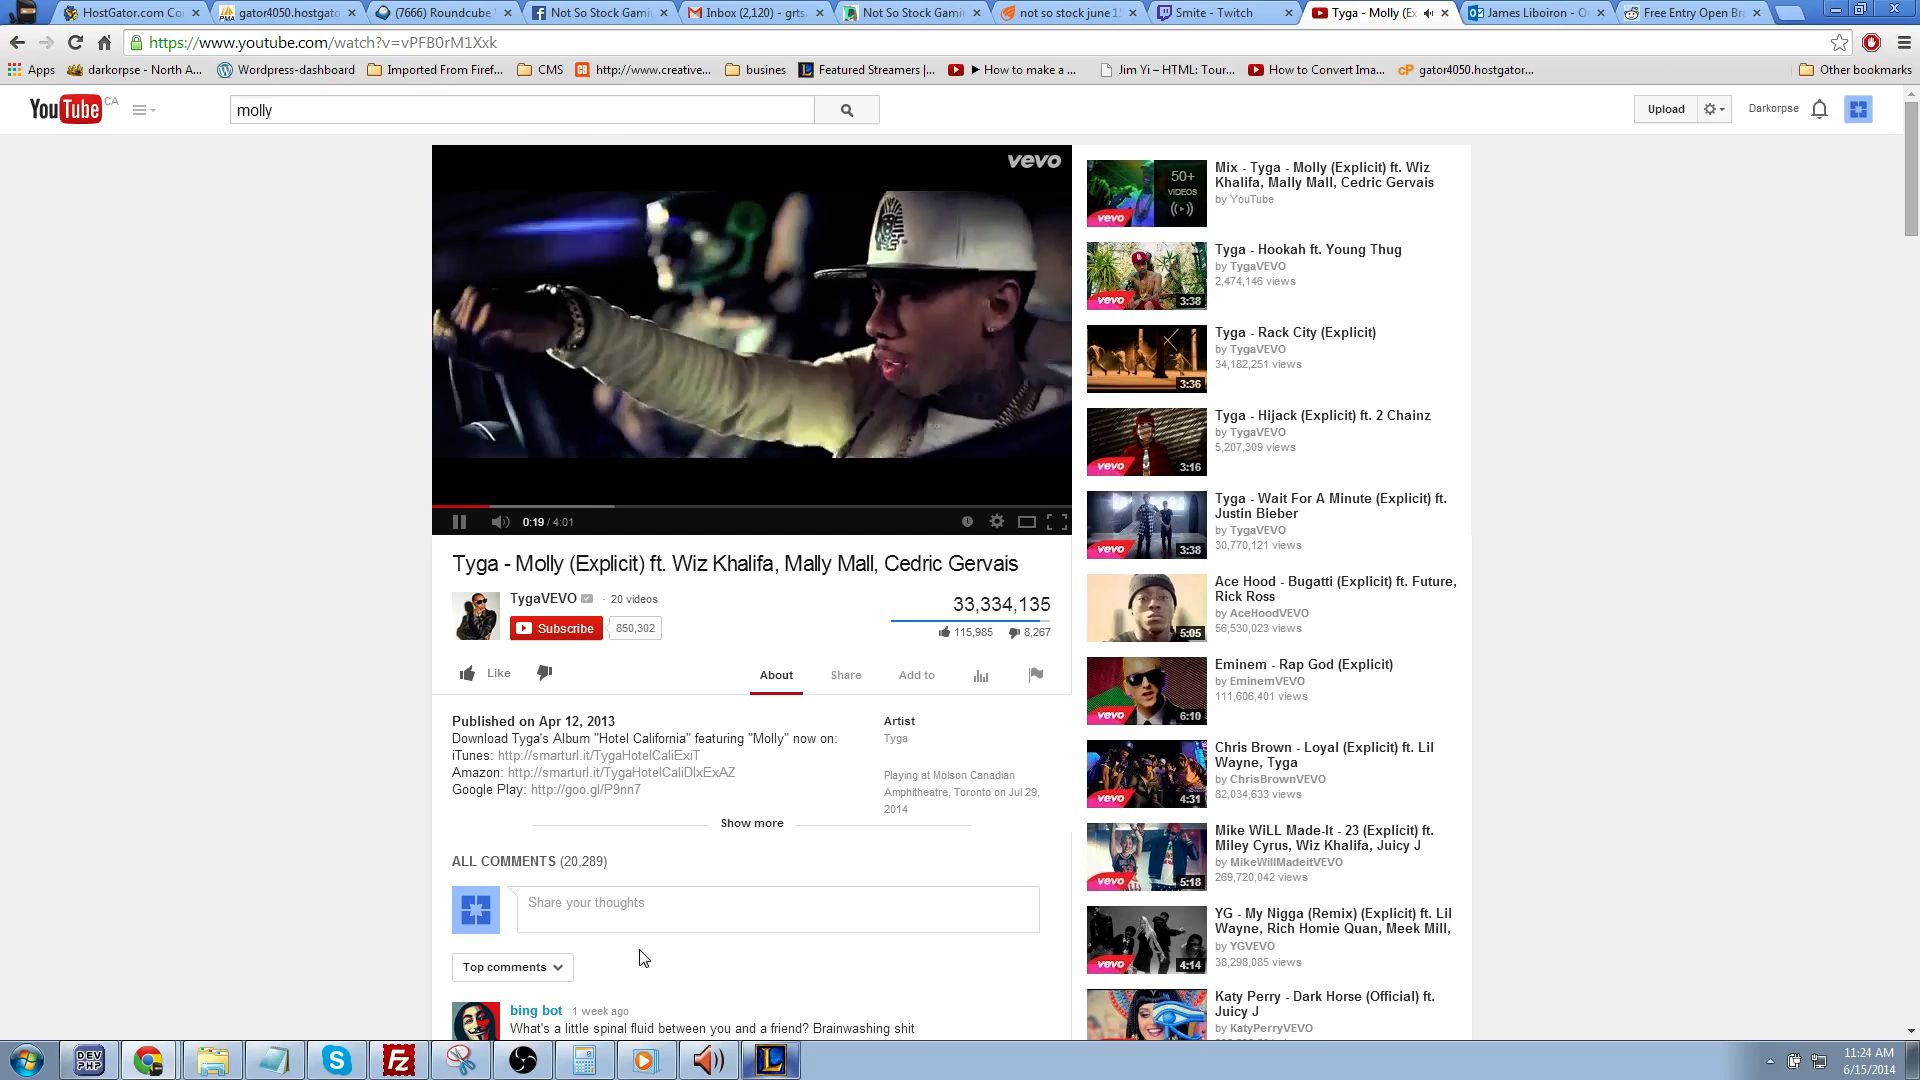 HostGator.com Co
gator4050.hostgato
(7666) Roundcube
Not So Stock Gami
Inbox (2,120) - grts
Not So Stock Gaming
not so stock june 1
Smite - Twitch
Tyga - Molly (Ex
James Liboiron - O
Free Entry Open Br
https://www.youtube.com/watch?v=vPFB0rM1Xxk
Apps
darkorpse - North A...
Wordpress-dashboard
Imported From Firef...
CMS
http://www.creative...
busines
Featured Streamers |...
▶ How to make a ...
Jim Yi – HTML: Tour...
How to Convert Ima...
cP gator4050.hostgator...
Other bookmarks
YouTube CA
molly
Upload
Darkorpse
vevo
0:19 / 4:01
Tyga - Molly (Explicit) ft. Wiz Khalifa, Mally Mall, Cedric Gervais
TygaVEVO · 20 videos
Subscribe 850,302
33,334,135
115,985 8,267
Like
About
Share
Add to
Published on Apr 12, 2013
Download Tyga's Album "Hotel California" featuring "Molly" now on:
iTunes: http://smarturl.it/TygaHotelCaliExiT
Amazon: http://smarturl.it/TygaHotelCaliDlxExAZ
Google Play: http://goo.gl/P9nn7
Artist
Tyga
Playing at Molson Canadian
Amphitheatre, Toronto on Jul 29,
2014
Show more
ALL COMMENTS (20,289)
Share your thoughts
Top comments
bing bot 1 week ago
What's a little spinal fluid between you and a friend? Brainwashing shit
50+
VIDEOS
vevo
Mix - Tyga - Molly (Explicit) ft. Wiz
Khalifa, Mally Mall, Cedric Gervais
by YouTube
vevo 3:38
Tyga - Hookah ft. Young Thug
by TygaVEVO
2,474,146 views
3:36
Tyga - Rack City (Explicit)
by TygaVEVO
34,182,251 views
vevo 3:16
Tyga - Hijack (Explicit) ft. 2 Chainz
by TygaVEVO
5,207,309 views
vevo 3:38
Tyga - Wait For A Minute (Explicit) ft.
Justin Bieber
by TygaVEVO
30,770,121 views
5:05
Ace Hood - Bugatti (Explicit) ft. Future,
Rick Ross
by AceHoodVEVO
56,530,023 views
vevo 6:10
Eminem - Rap God (Explicit)
by EminemVEVO
111,606,401 views
vevo 4:31
Chris Brown - Loyal (Explicit) ft. Lil
Wayne, Tyga
by ChrisBrownVEVO
82,034,633 views
vevo 5:18
Mike WiLL Made-It - 23 (Explicit) ft.
Miley Cyrus, Wiz Khalifa, Juicy J
by MikeWillMadeitVEVO
269,720,042 views
vevo 4:14
YG - My Nigga (Remix) (Explicit) ft. Lil
Wayne, Rich Homie Quan, Meek Mill,
by YGVEVO
38,298,085 views
Katy Perry - Dark Horse (Official) ft.
Juicy J
by KatyPerryVEVO
DEV
PHP
11:24 AM
6/15/2014